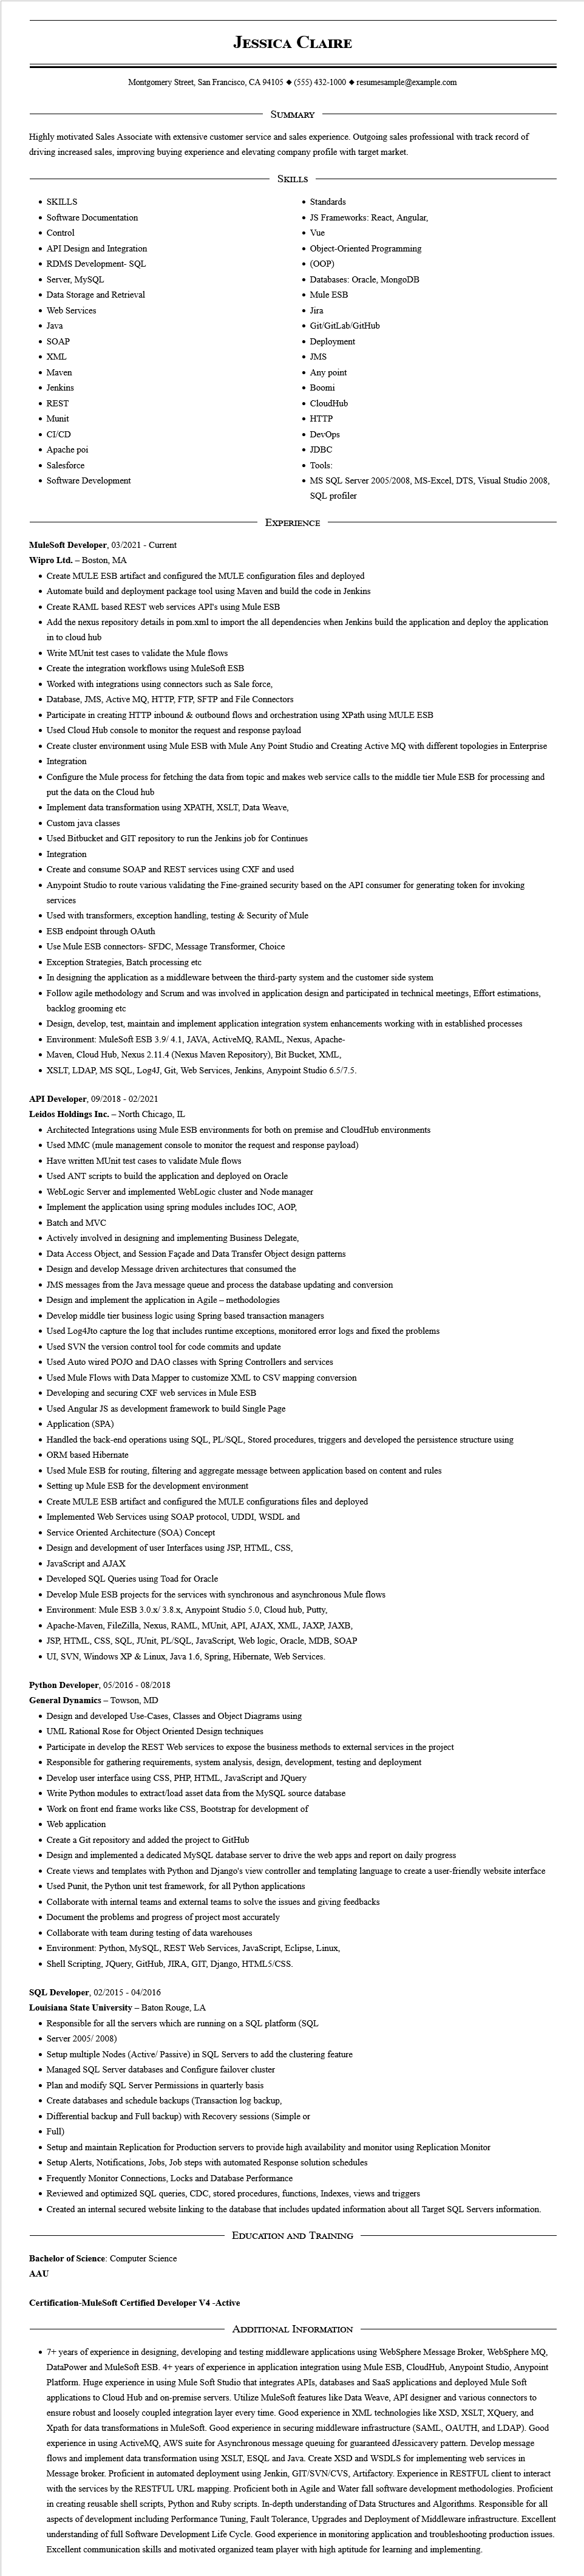 Jessica Claire
Montgomery Street, San Francisco, CA 94105 ◆ (555) 432-1000 ◆ resumesample@example.com
Summary
Highly motivated Sales Associate with extensive customer service and sales experience. Outgoing sales professional with track record of
driving increased sales, improving buying experience and elevating company profile with target market.
Skills
• SKILLS
• Software Documentation
• Control
• API Design and Integration
• RDMS Development- SQL
• Server, MySQL
• Data Storage and Retrieval
• Web Services
• Java
• SOAP
• XML
• Maven
• Jenkins
• REST
• Munit
• CI/CD
• Apache poi
• Salesforce
• Software Development
• Standards
• JS Frameworks: React, Angular,
• Vue
• Object-Oriented Programming
• (OOP)
• Databases: Oracle, MongoDB
• Mule ESB
• Jira
• Git/GitLab/GitHub
• Deployment
• JMS
• Any point
• Boomi
• CloudHub
• HTTP
• DevOps
• JDBC
• Tools:
• MS SQL Server 2005/2008, MS-Excel, DTS, Visual Studio 2008,
SQL profiler
Experience
MuleSoft Developer, 03/2021 - Current
Wipro Ltd. – Boston, MA
• Create MULE ESB artifact and configured the MULE configuration files and deployed
• Automate build and deployment package tool using Maven and build the code in Jenkins
• Create RAML based REST web services API's using Mule ESB
• Add the nexus repository details in pom.xml to import the all dependencies when Jenkins build the application and deploy the application
in to cloud hub
• Write MUnit test cases to validate the Mule flows
• Create the integration workflows using MuleSoft ESB
• Worked with integrations using connectors such as Sale force,
• Database, JMS, Active MQ, HTTP, FTP, SFTP and File Connectors
• Participate in creating HTTP inbound & outbound flows and orchestration using XPath using MULE ESB
• Used Cloud Hub console to monitor the request and response payload
• Create cluster environment using Mule ESB with Mule Any Point Studio and Creating Active MQ with different topologies in Enterprise
• Integration
• Configure the Mule process for fetching the data from topic and makes web service calls to the middle tier Mule ESB for processing and
put the data on the Cloud hub
• Implement data transformation using XPATH, XSLT, Data Weave,
• Custom java classes
• Used Bitbucket and GIT repository to run the Jenkins job for Continues
• Integration
• Create and consume SOAP and REST services using CXF and used
• Anypoint Studio to route various validating the Fine-grained security based on the API consumer for generating token for invoking
services
• Used with transformers, exception handling, testing & Security of Mule
• ESB endpoint through OAuth
• Use Mule ESB connectors- SFDC, Message Transformer, Choice
• Exception Strategies, Batch processing etc
• In designing the application as a middleware between the third-party system and the customer side system
• Follow agile methodology and Scrum and was involved in application design and participated in technical meetings, Effort estimations,
backlog grooming etc
• Design, develop, test, maintain and implement application integration system enhancements working with in established processes
• Environment: MuleSoft ESB 3.9/ 4.1, JAVA, ActiveMQ, RAML, Nexus, Apache-
• Maven, Cloud Hub, Nexus 2.11.4 (Nexus Maven Repository), Bit Bucket, XML,
• XSLT, LDAP, MS SQL, Log4J, Git, Web Services, Jenkins, Anypoint Studio 6.5/7.5.
API Developer, 09/2018 - 02/2021
Leidos Holdings Inc. – North Chicago, IL
• Architected Integrations using Mule ESB environments for both on premise and CloudHub environments
• Used MMC (mule management console to monitor the request and response payload)
• Have written MUnit test cases to validate Mule flows
• Used ANT scripts to build the application and deployed on Oracle
• WebLogic Server and implemented WebLogic cluster and Node manager
• Implement the application using spring modules includes IOC, AOP,
• Batch and MVC
• Actively involved in designing and implementing Business Delegate,
• Data Access Object, and Session Façade and Data Transfer Object design patterns
• Design and develop Message driven architectures that consumed the
• JMS messages from the Java message queue and process the database updating and conversion
• Design and implement the application in Agile – methodologies
• Develop middle tier business logic using Spring based transaction managers
• Used Log4Jto capture the log that includes runtime exceptions, monitored error logs and fixed the problems
• Used SVN the version control tool for code commits and update
• Used Auto wired POJO and DAO classes with Spring Controllers and services
• Used Mule Flows with Data Mapper to customize XML to CSV mapping conversion
• Developing and securing CXF web services in Mule ESB
• Used Angular JS as development framework to build Single Page
• Application (SPA)
• Handled the back-end operations using SQL, PL/SQL, Stored procedures, triggers and developed the persistence structure using
• ORM based Hibernate
• Used Mule ESB for routing, filtering and aggregate message between application based on content and rules
• Setting up Mule ESB for the development environment
• Create MULE ESB artifact and configured the MULE configurations files and deployed
• Implemented Web Services using SOAP protocol, UDDI, WSDL and
• Service Oriented Architecture (SOA) Concept
• Design and development of user Interfaces using JSP, HTML, CSS,
• JavaScript and AJAX
• Developed SQL Queries using Toad for Oracle
• Develop Mule ESB projects for the services with synchronous and asynchronous Mule flows
• Environment: Mule ESB 3.0.x/ 3.8.x, Anypoint Studio 5.0, Cloud hub, Putty,
• Apache-Maven, FileZilla, Nexus, RAML, MUnit, API, AJAX, XML, JAXP, JAXB,
• JSP, HTML, CSS, SQL, JUnit, PL/SQL, JavaScript, Web logic, Oracle, MDB, SOAP
• UI, SVN, Windows XP & Linux, Java 1.6, Spring, Hibernate, Web Services.
Python Developer, 05/2016 - 08/2018
General Dynamics – Towson, MD
• Design and developed Use-Cases, Classes and Object Diagrams using
• UML Rational Rose for Object Oriented Design techniques
• Participate in develop the REST Web services to expose the business methods to external services in the project
• Responsible for gathering requirements, system analysis, design, development, testing and deployment
• Develop user interface using CSS, PHP, HTML, JavaScript and JQuery
• Write Python modules to extract/load asset data from the MySQL source database
• Work on front end frame works like CSS, Bootstrap for development of
• Web application
• Create a Git repository and added the project to GitHub
• Design and implemented a dedicated MySQL database server to drive the web apps and report on daily progress
• Create views and templates with Python and Django's view controller and templating language to create a user-friendly website interface
• Used Punit, the Python unit test framework, for all Python applications
• Collaborate with internal teams and external teams to solve the issues and giving feedbacks
• Document the problems and progress of project most accurately
• Collaborate with team during testing of data warehouses
• Environment: Python, MySQL, REST Web Services, JavaScript, Eclipse, Linux,
• Shell Scripting, JQuery, GitHub, JIRA, GIT, Django, HTML5/CSS.
SQL Developer, 02/2015 - 04/2016
Louisiana State University – Baton Rouge, LA
• Responsible for all the servers which are running on a SQL platform (SQL
• Server 2005/ 2008)
• Setup multiple Nodes (Active/ Passive) in SQL Servers to add the clustering feature
• Managed SQL Server databases and Configure failover cluster
• Plan and modify SQL Server Permissions in quarterly basis
• Create databases and schedule backups (Transaction log backup,
• Differential backup and Full backup) with Recovery sessions (Simple or
• Full)
• Setup and maintain Replication for Production servers to provide high availability and monitor using Replication Monitor
• Setup Alerts, Notifications, Jobs, Job steps with automated Response solution schedules
• Frequently Monitor Connections, Locks and Database Performance
• Reviewed and optimized SQL queries, CDC, stored procedures, functions, Indexes, views and triggers
• Created an internal secured website linking to the database that includes updated information about all Target SQL Servers information.
Education and Training
Bachelor of Science: Computer Science
AAU
Certification-MuleSoft Certified Developer V4 -Active
Additional Information
• 7+ years of experience in designing, developing and testing middleware applications using WebSphere Message Broker, WebSphere MQ,
DataPower and MuleSoft ESB. 4+ years of experience in application integration using Mule ESB, CloudHub, Anypoint Studio, Anypoint
Platform. Huge experience in using Mule Soft Studio that integrates APIs, databases and SaaS applications and deployed Mule Soft
applications to Cloud Hub and on-premise servers. Utilize MuleSoft features like Data Weave, API designer and various connectors to
ensure robust and loosely coupled integration layer every time. Good experience in XML technologies like XSD, XSLT, XQuery, and
Xpath for data transformations in MuleSoft. Good experience in securing middleware infrastructure (SAML, OAUTH, and LDAP). Good
experience in using ActiveMQ, AWS suite for Asynchronous message queuing for guaranteed dJessicavery pattern. Develop message
flows and implement data transformation using XSLT, ESQL and Java. Create XSD and WSDLS for implementing web services in
Message broker. Proficient in automated deployment using Jenkin, GIT/SVN/CVS, Artifactory. Experience in RESTFUL client to interact
with the services by the RESTFUL URL mapping. Proficient both in Agile and Water fall software development methodologies. Proficient
in creating reusable shell scripts, Python and Ruby scripts. In-depth understanding of Data Structures and Algorithms. Responsible for all
aspects of development including Performance Tuning, Fault Tolerance, Upgrades and Deployment of Middleware infrastructure. Excellent
understanding of full Software Development Life Cycle. Good experience in monitoring application and troubleshooting production issues.
Excellent communication skills and motivated organized team player with high aptitude for learning and implementing.